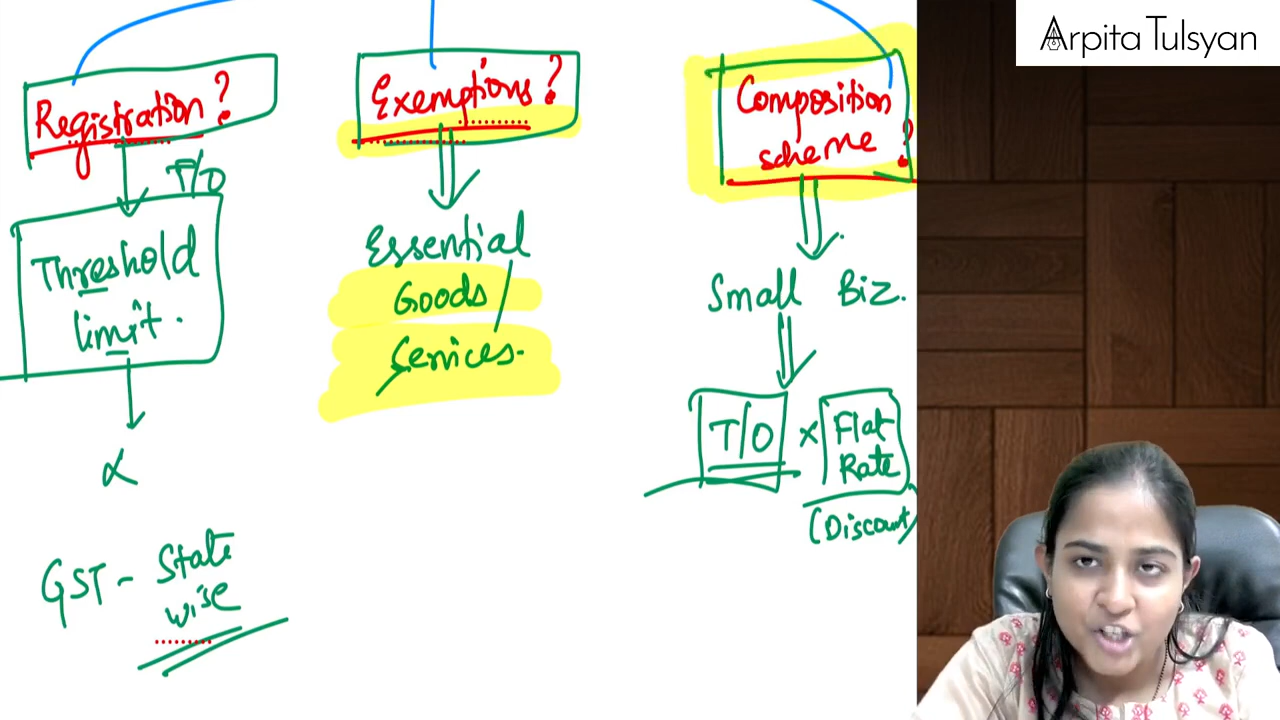 Arpita Tulsyan
Registration?
T/O
Threshold
limit.
GST - State
wise
Exemptions?
Essential
Goods
Services.
Composition
scheme?
Small Biz.
T/O x Flat
Rate
(Discount)